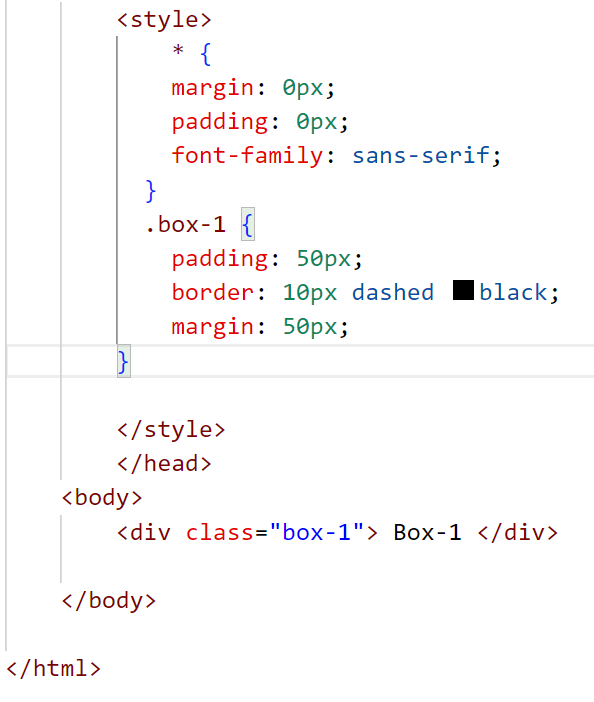 <style>
* {
margin: 0px;
padding: 0px;
font-family: sans-serif;
}
.box-1 {
padding: 50px;
border: 10px dashed black;
margin: 50px;
}
</style>
</head>
<body>
<div class="box-1"> Box-1 </div>
</body>
</html>